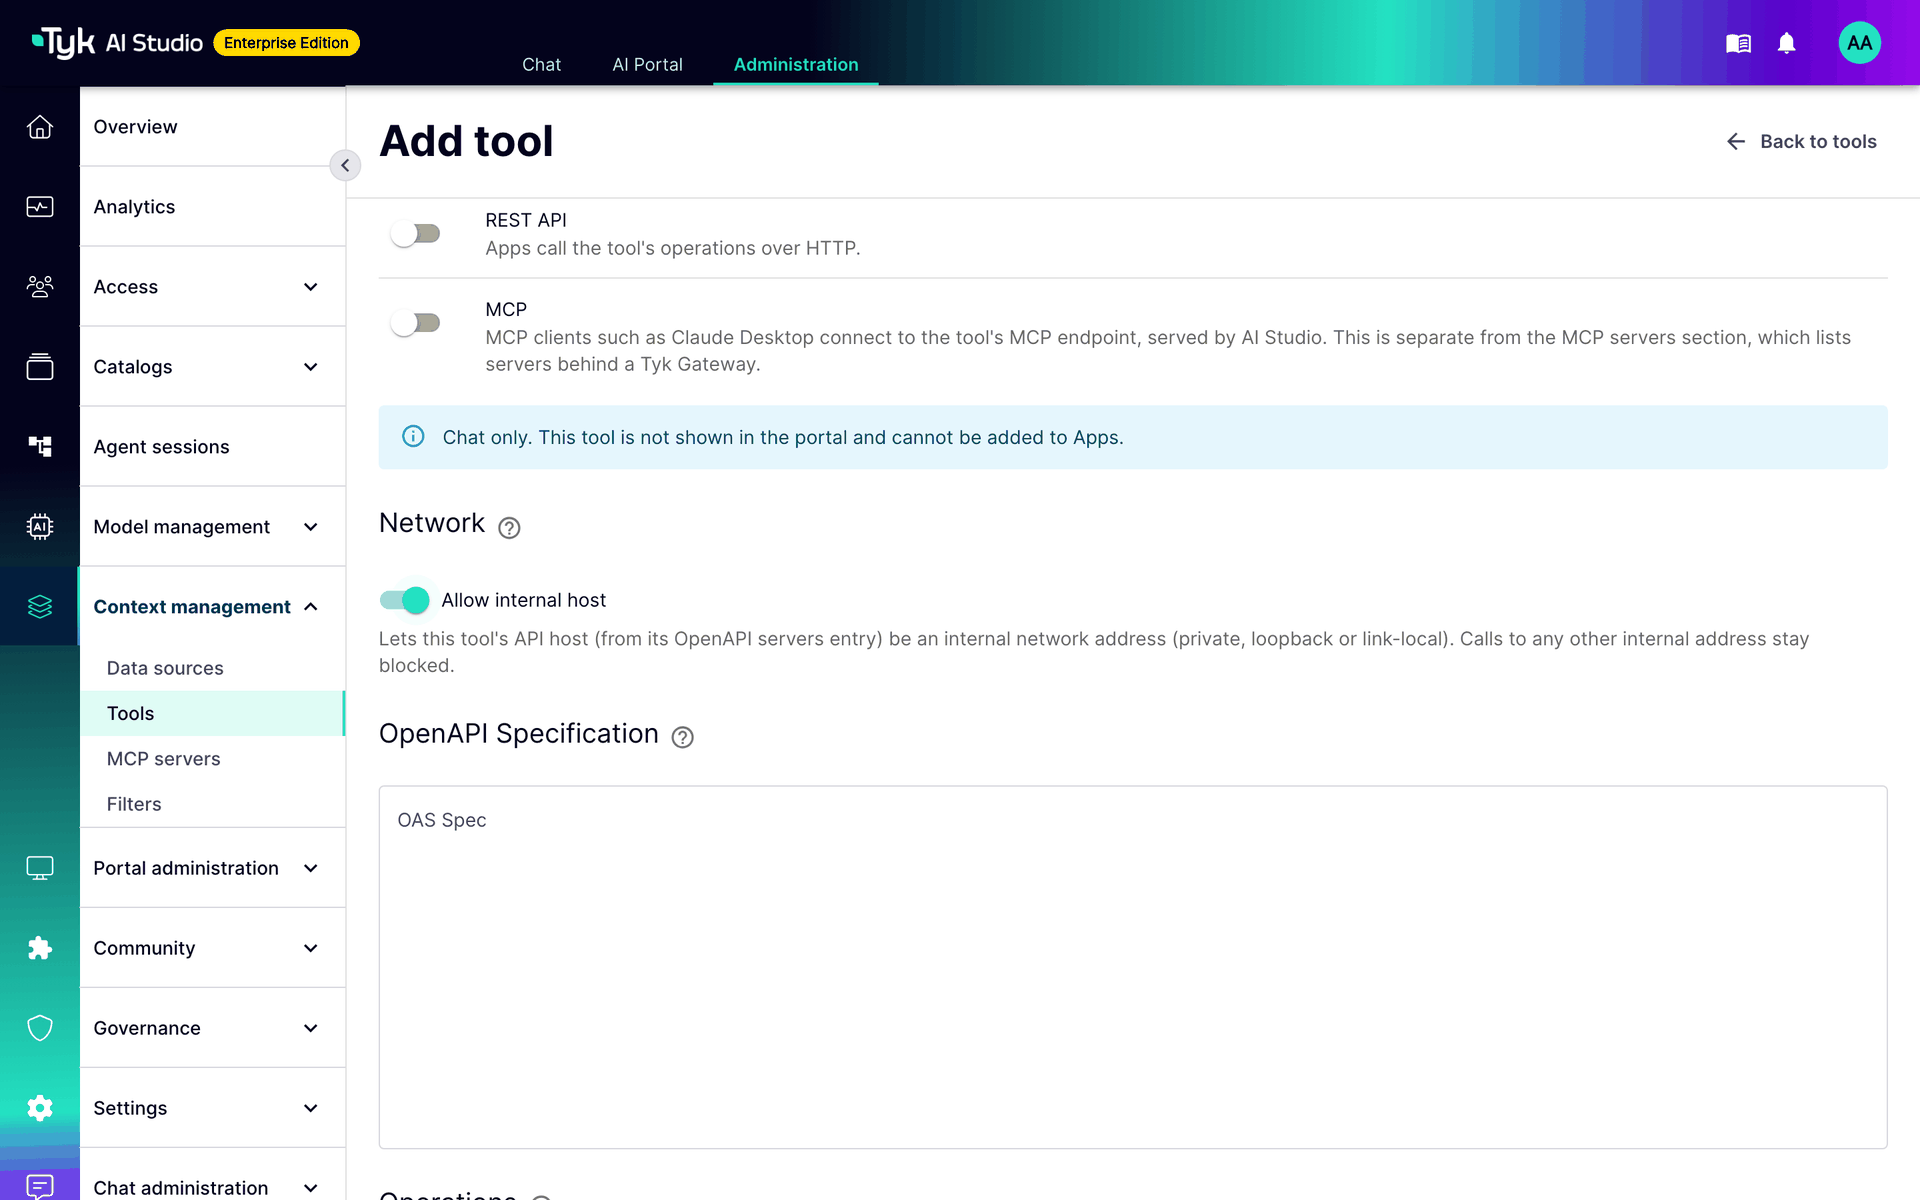 Tyk AI Studio Enterprise Edition
Chat
AI Portal
Administration
AA
Overview
Analytics
Access
Catalogs
Agent sessions
Model management
AI
Context management
Data sources
Tools
MCP servers
Filters
Portal administration
Community
Governance
Settings
Chat administration
Add tool
Back to tools
REST API
Apps call the tool's operations over HTTP.
MCP
MCP clients such as Claude Desktop connect to the tool's MCP endpoint, served by AI Studio. This is separate from the MCP servers section, which lists
servers behind a Tyk Gateway.
Chat only. This tool is not shown in the portal and cannot be added to Apps.
Network
Allow internal host
Lets this tool's API host (from its OpenAPI servers entry) be an internal network address (private, loopback or link-local). Calls to any other internal address stay
blocked.
OpenAPI Specification
OAS Spec
Operations